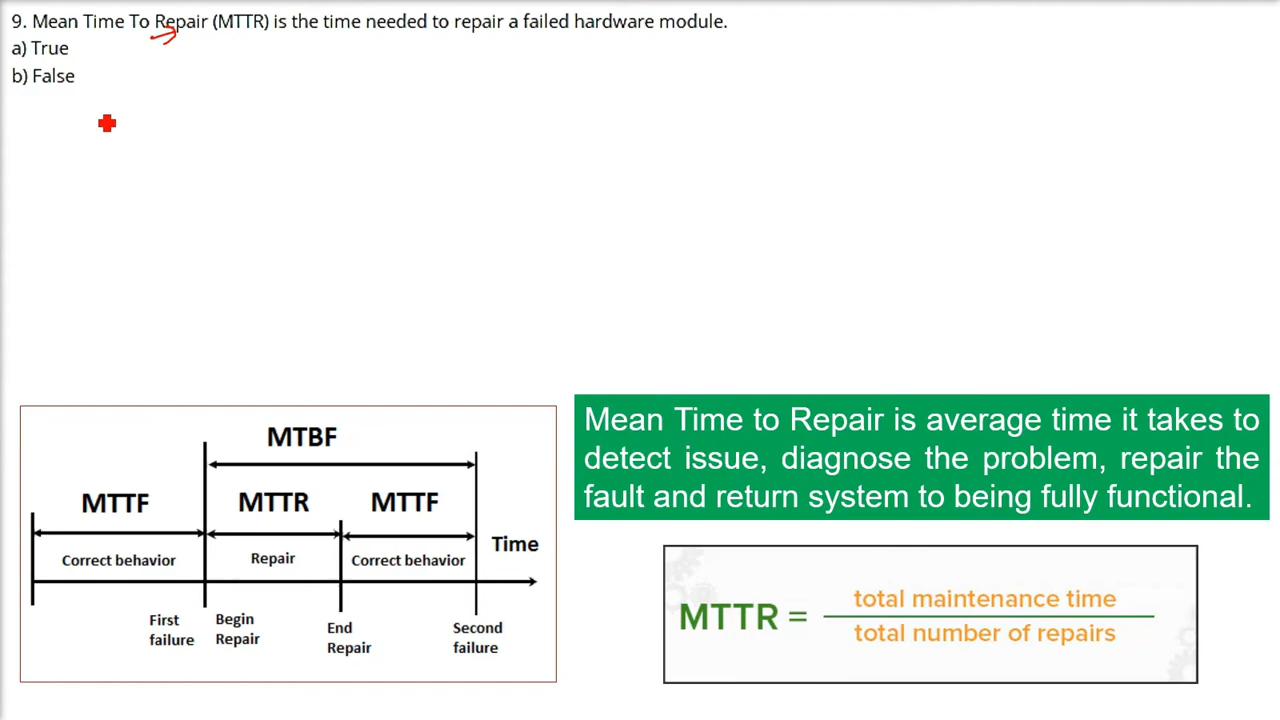 9. Mean Time To Repair (MTTR) is the time needed to repair a failed hardware module.
a) True
b) False
MTBF
MTTF
MTTR
MTTF
Time
Correct behavior
Repair
Correct behavior
First
failure
Begin
Repair
End
Repair
Second
failure
Mean Time to Repair is average time it takes to
detect issue, diagnose the problem, repair the
fault and return system to being fully functional.
MTTR =
total maintenance time
total number of repairs